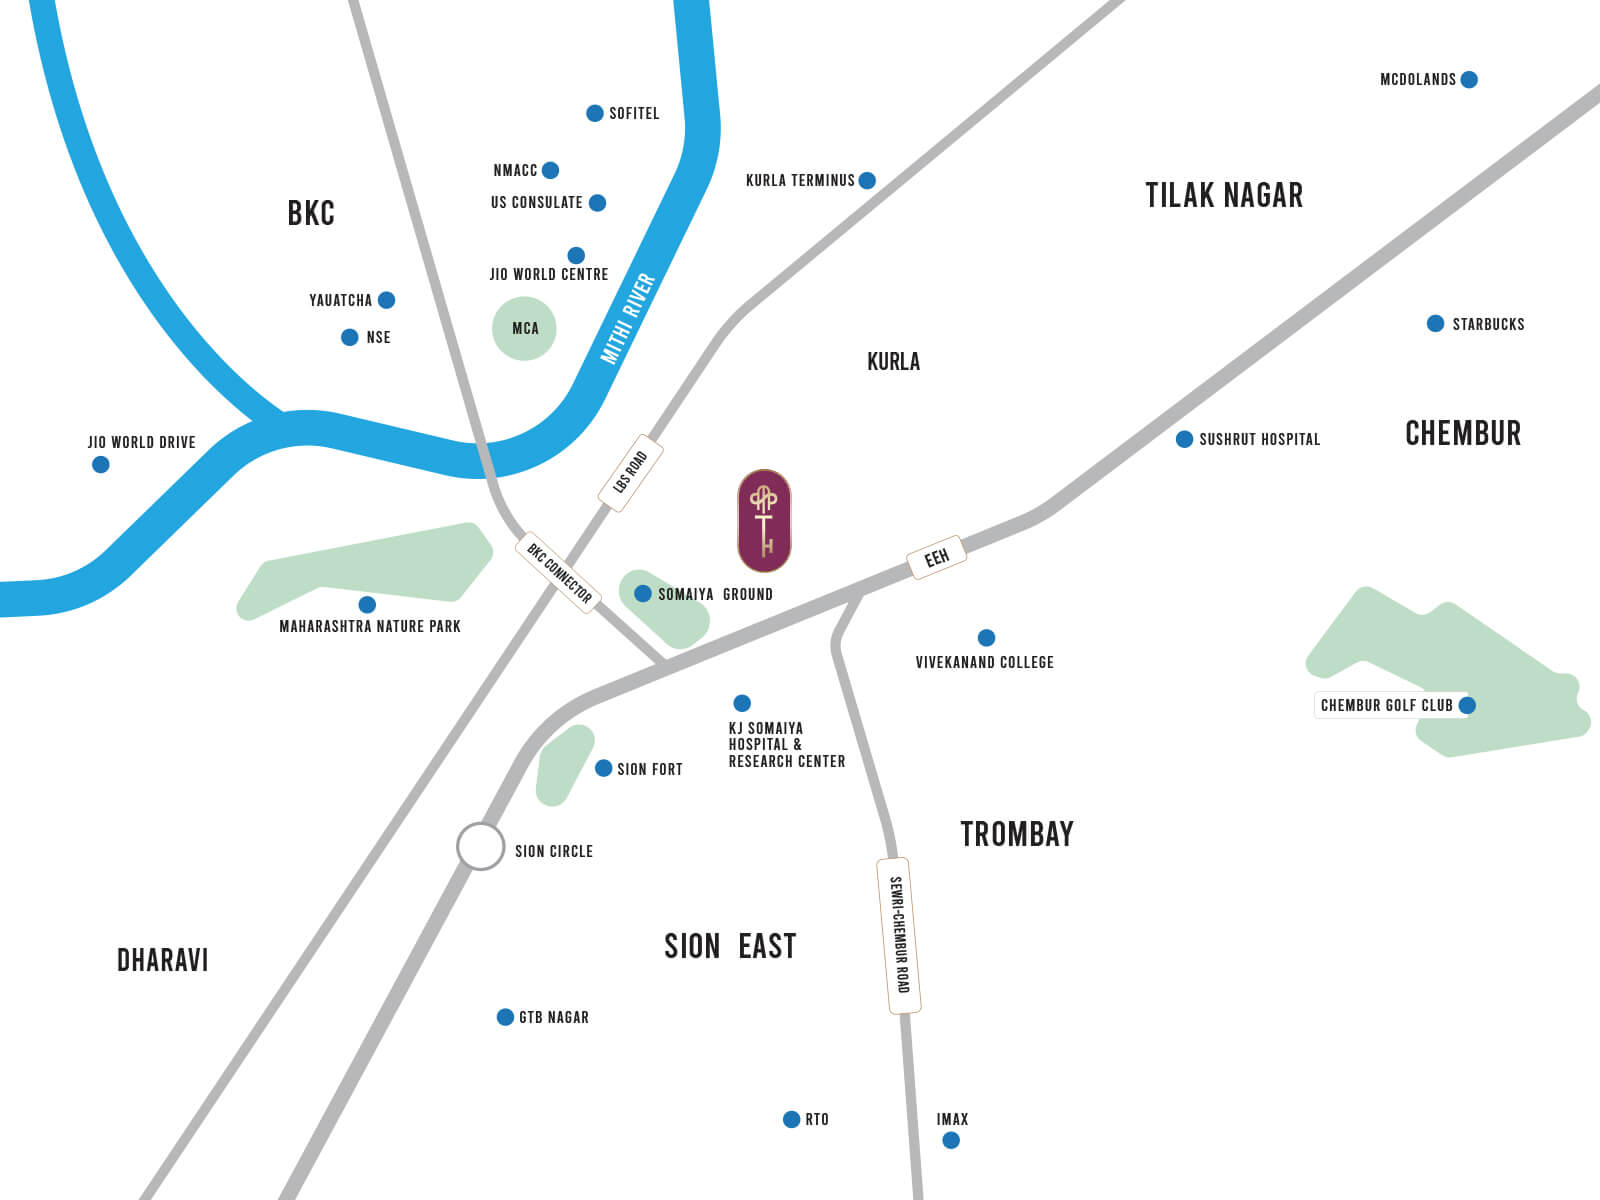 MCDOLANDS
SOFITEL
NMACC
KURLA TERMINUS
TILAK NAGAR
US CONSULATE
BKC
JIO WORLD CENTRE
YAUATCHA
MITHI RIVER
MCA
STARBUCKS
NSE
KURLA
CHEMBUR
JIO WORLD DRIVE
SUSHRUT HOSPITAL
LBS ROAD
EEH
BKC CONNECTOR
SOMAIYA GROUND
MAHARASHTRA NATURE PARK
VIVEKANAND COLLEGE
CHEMBUR GOLF CLUB
KJ SOMAIYA
HOSPITAL &
RESEARCH CENTER
SION FORT
TROMBAY
SION CIRCLE
SEWRI-CHEMBUR ROAD
SION EAST
DHARAVI
GTB NAGAR
RTO
IMAX